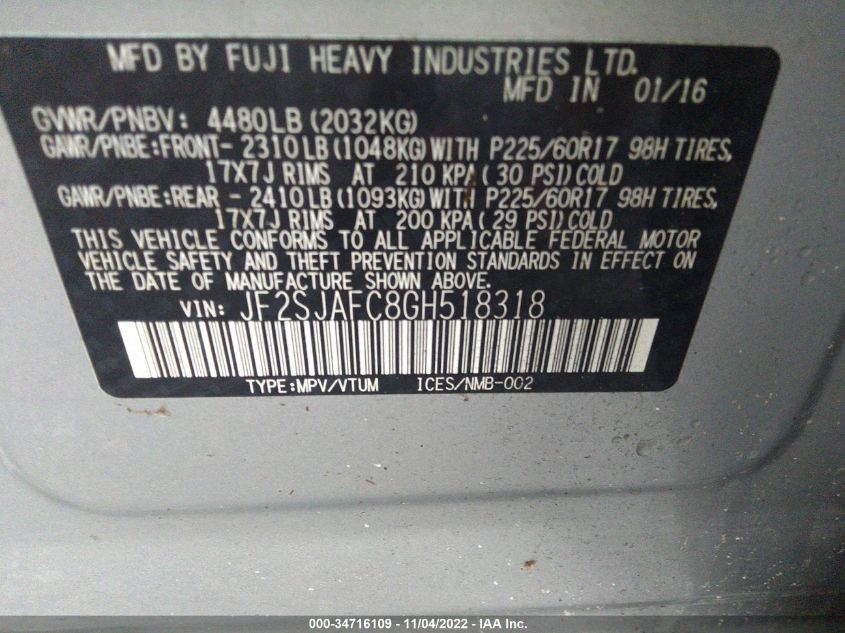 MFD BY FUJI HEAVY INDUSTRIES LTD.
MFD IN 01/16
GVWR/PNBV: 4480LB (2032KG)
GAWR/PNBE:FRONT- 2310LB (1048KG) WITH P225/60R17 98H TIRES,
17X7J RIMS AT 210 KPA ( 30 PSI) COLD
GAWR/PNBE:REAR - 2410LB (1093KG) WITH P225/60R17 98H TIRES,
17X7J RIMS AT 200 KPA ( 29 PSI) COLD
THIS VEHICLE CONFORMS TO ALL APPLICABLE FEDERAL MOTOR
VEHICLE SAFETY AND THEFT PREVENTION STANDARDS IN EFFECT ON
THE DATE OF MANUFACTURE SHOWN ABOVE.
VIN: JF2SJAFC8GH518318
TYPE:MPV/VTUM ICES/NMB-002
000-34716109 - 11/04/2022 - IAA Inc.